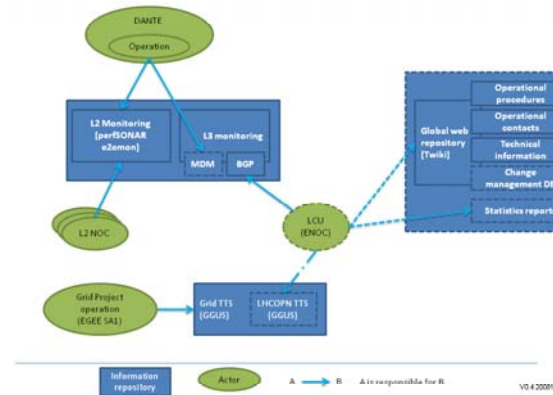 DANTE
Operation
L2 Monitoring
[perfSONAR
e2emon]
L3 monitoring
MDM
BGP
L2 NOC
LCU
(ENOC)
Global web
repository
[Twiki]
Operational
procedures
Operational
contacts
Technical
information
Change
management
Statistics reports
Grid Project
operation
(EGEE SA1)
Grid TTS
(GGUS)
LHCOPN TTS
(GGUS)
Information
repository
Actor
A
B
A is responsible for B